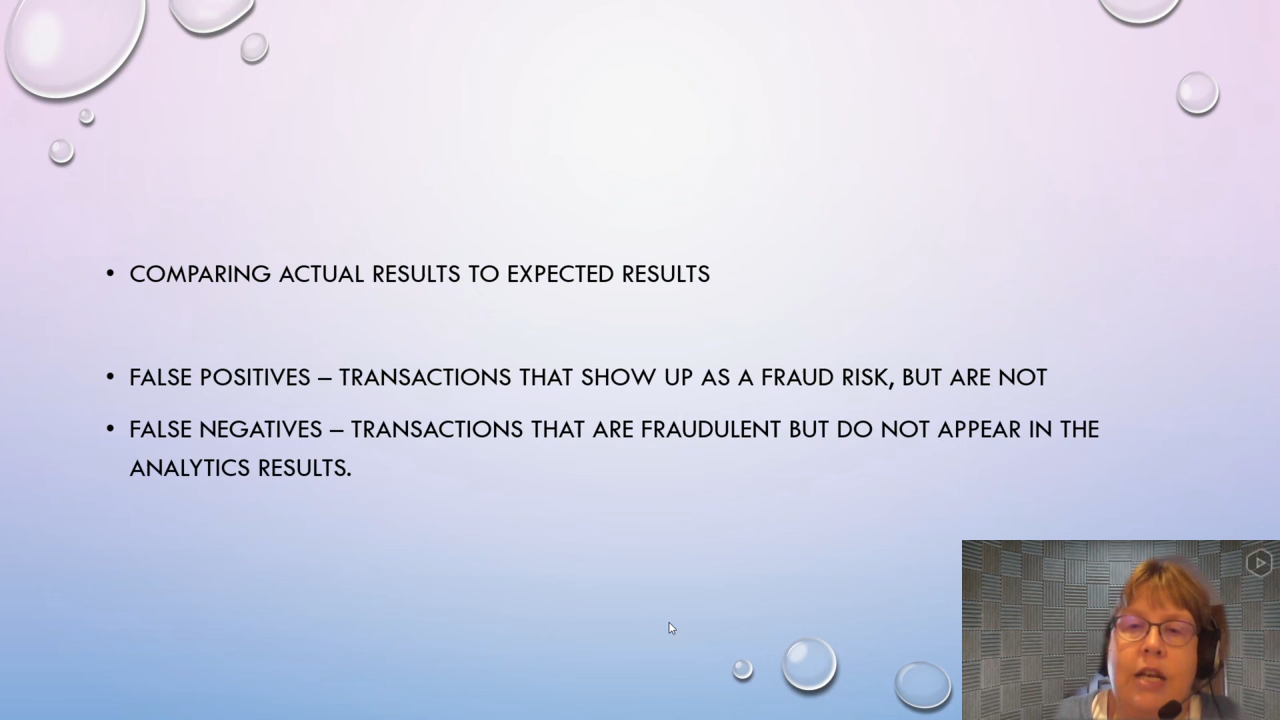 • COMPARING ACTUAL RESULTS TO EXPECTED RESULTS
• FALSE POSITIVES – TRANSACTIONS THAT SHOW UP AS A FRAUD RISK, BUT ARE NOT
• FALSE NEGATIVES – TRANSACTIONS THAT ARE FRAUDULENT BUT DO NOT APPEAR IN THE
ANALYTICS RESULTS.